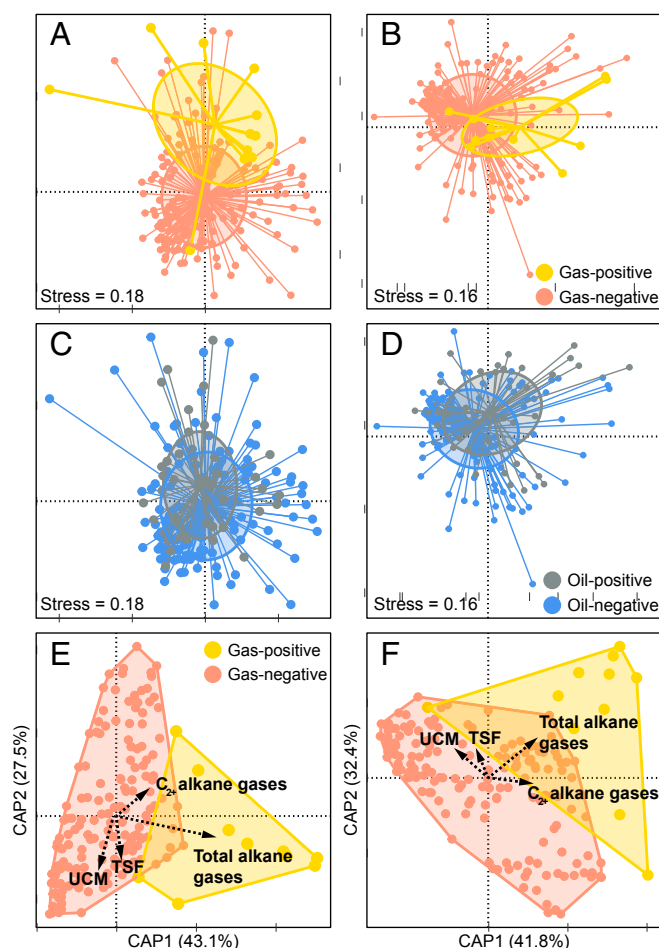 A
B
Gas-positive
Gas-negative
Stress = 0.18
Stress = 0.16
C
D
Oil-positive
Oil-negative
Stress = 0.18
Stress = 0.16
E
Gas-positive
Gas-negative
F
CAP2 (27.5%)
C2+ alkane gases
UCM
TSF
Total alkane
gases
CAP1 (43.1%)
CAP2 (32.4%)
UCM
TSF
Total alkane
gases
C2+ alkane gases
CAP1 (41.8%)